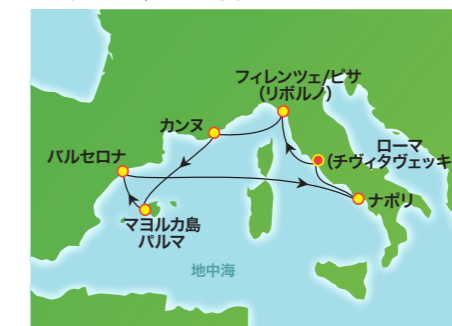 フィレンツェ/ピサ
(リボルノ)
カンヌ
ローマ
(チヴィタヴェッキ
バルセロナ
ナポリ
マヨルカ島
パルマ
地中海